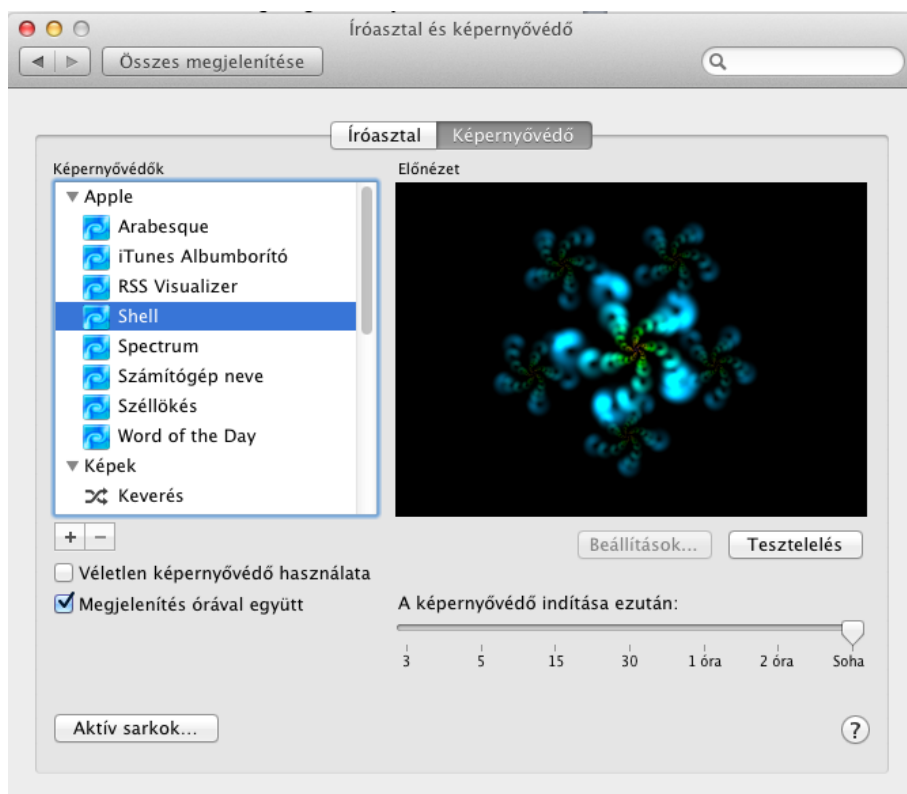 Íróasztal és képernyővédő
Összes megjelenítése
Íróasztal Képernyővédő
Képernyővédők
Előnézet
Apple
Arabesque
iTunes Albumborító
RSS Visualizer
Shell
Spectrum
Számítógép neve
Széllökés
Word of the Day
Képek
Keverés
+ −
Beállítások... Tesztelelés
Véletlen képernyővédő használata
Megjelenítés órával együtt
A képernyővédő indítása ezután:
3 5 15 30 1 óra 2 óra Soha
Aktív sarkok...
?